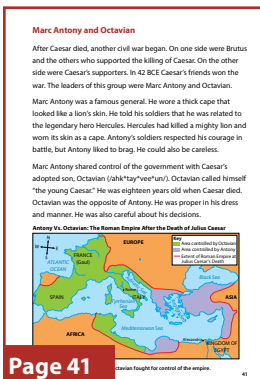 Marc Antony and Octavian
After Caesar died, another civil war began. On one side were Brutus
and the others who supported the killing of Caesar. On the other
side were Caesar's supporters. In 42 BCE Caesar's friends won the
war. The leaders of this group were Marc Antony and Octavian.
Marc Antony was a famous general. He wore a thick cape that
looked like a lion's skin. He told his soldiers that he was related to
the legendary hero Hercules. Hercules had killed a mighty lion and
worn its skin as a cape. Antony's soldiers respected his courage in
battle, but Antony liked to brag. He could also be careless.
Marc Antony shared control of the government with Caesar's
adopted son, Octavian (/ahk*tay*vee*un/). Octavian called himself
"the young Caesar." He was eighteen years old when Caesar died.
Octavian was the opposite of Antony. He was proper in his dress
and manner. He was also careful about his decisions.
Antony Vs. Octavian: The Roman Empire After the Death of Julius Caesar
N
W
E
S
EUROPE
Key
Area controlled by Octavian
Area controlled by Antony
Extent of Roman Empire at
Julius Caesar's Death
ATLANTIC
OCEAN
FRANCE
(Gaul)
Black Sea
SPAIN
ITALY
Rome
Tyrrhenian
Sea
ASIA
Mediterranean Sea
AFRICA
Alexandria
KINGDOM OF
EGYPT
Page 41
ctavian fought for control of the empire.
41